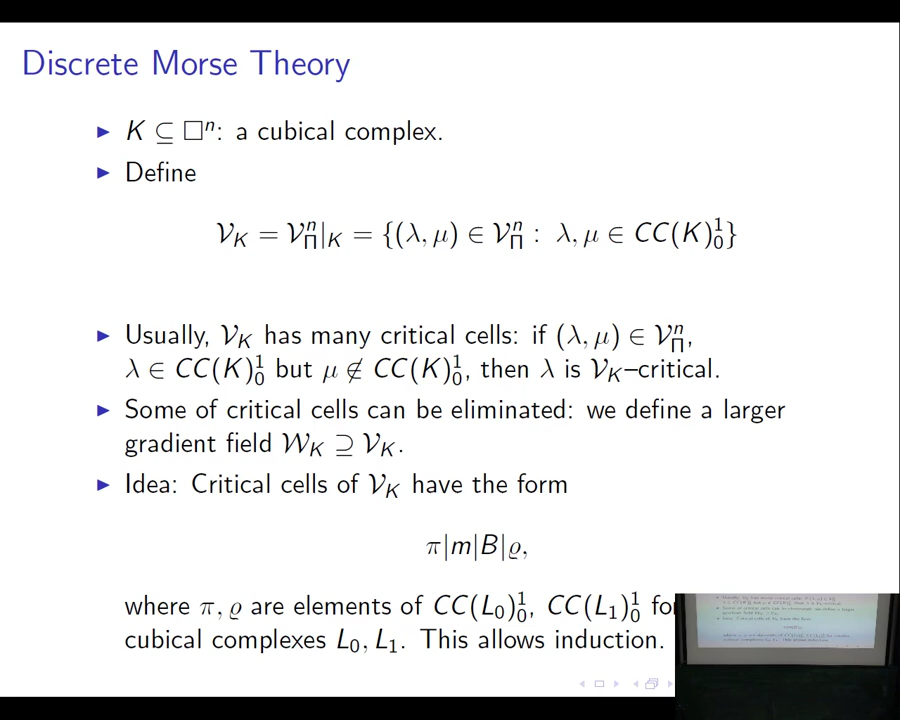 Discrete Morse Theory
▶ K ⊆ □ⁿ: a cubical complex.
▶ Define
𝒱_K = 𝒱ⁿ_Π|_K = {(λ, μ) ∈ 𝒱ⁿ_Π : λ, μ ∈ CC(K)¹₀}
▶ Usually, 𝒱_K has many critical cells: if (λ, μ) ∈ 𝒱ⁿ_Π,
λ ∈ CC(K)¹₀ but μ ∉ CC(K)¹₀, then λ is 𝒱_K–critical.
▶ Some of critical cells can be eliminated: we define a larger
gradient field 𝒲_K ⊇ 𝒱_K.
▶ Idea: Critical cells of 𝒱_K have the form
π|m|B|ϱ,
where π, ϱ are elements of CC(L₀)¹₀, CC(L₁)¹₀ fo
cubical complexes L₀, L₁. This allows induction.